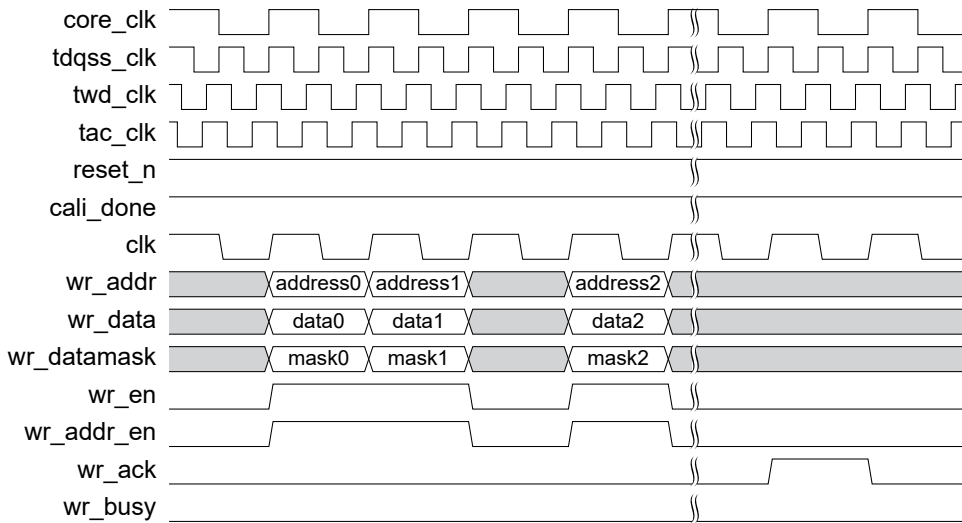 core_clk
tdqss_clk
twd_clk
tac_clk
reset_n
cali_done
clk
wr_addr address0 address1 address2
wr_data data0 data1 data2
wr_datamask mask0 mask1 mask2
wr_en
wr_addr_en
wr_ack
wr_busy